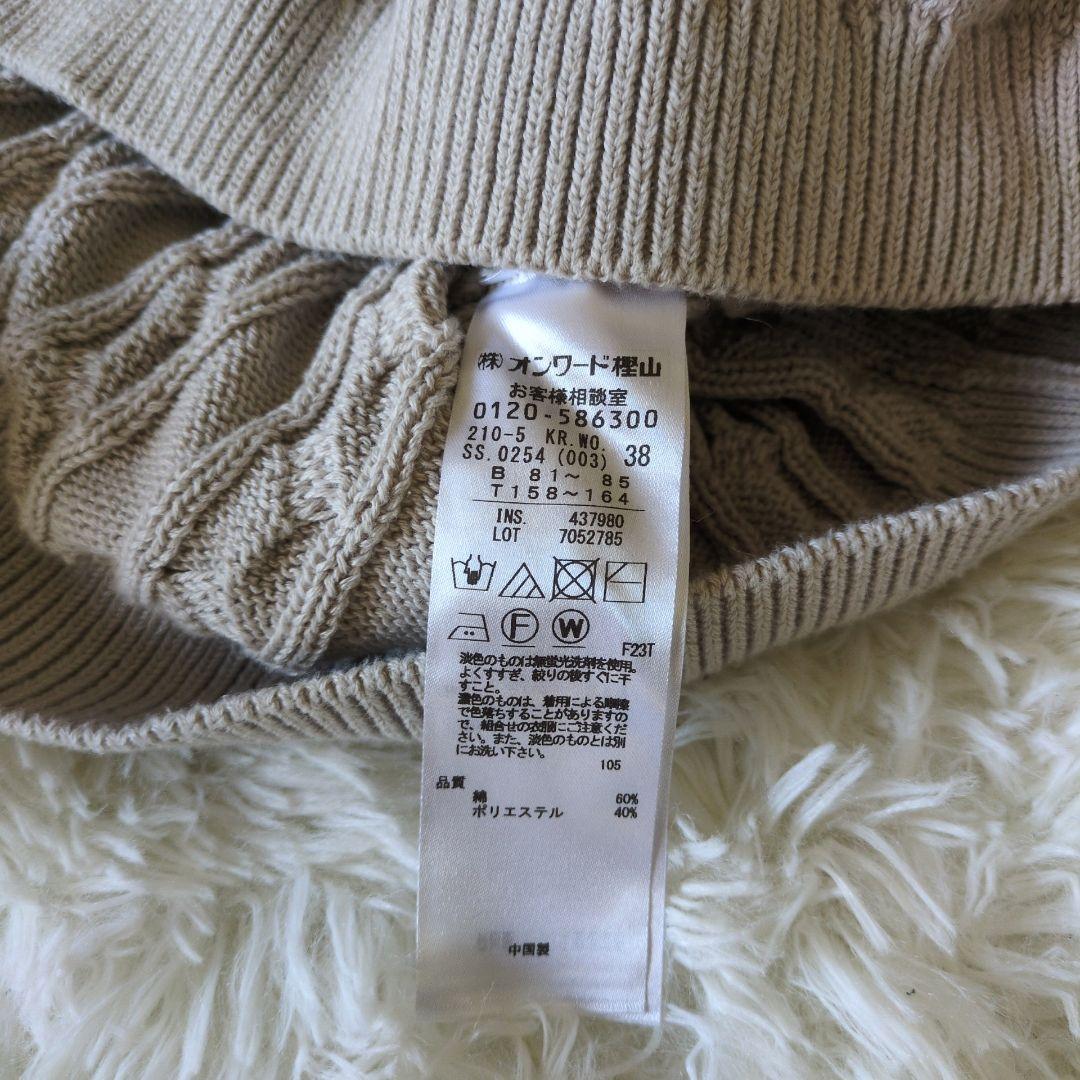 ㈱オンワード樫山
お客様相談室
0120-586300
210-5 KR.WO.
SS.0254 (003) 38
B 81～ 85
T158～164
INS. 437980
LOT 7052785
F W
F23T
淡色のものは無蛍光洗剤を使用。
よくすすぎ、絞りの後すぐに干
すこと。
濃色のものは、着用による摩擦
で色落ちすることがありますの
で、組合せの衣服にご注意くだ
さい。また、淡色のものとは別
にお洗い下さい。
105
品質
綿 60%
ポリエステル 40%
中国製